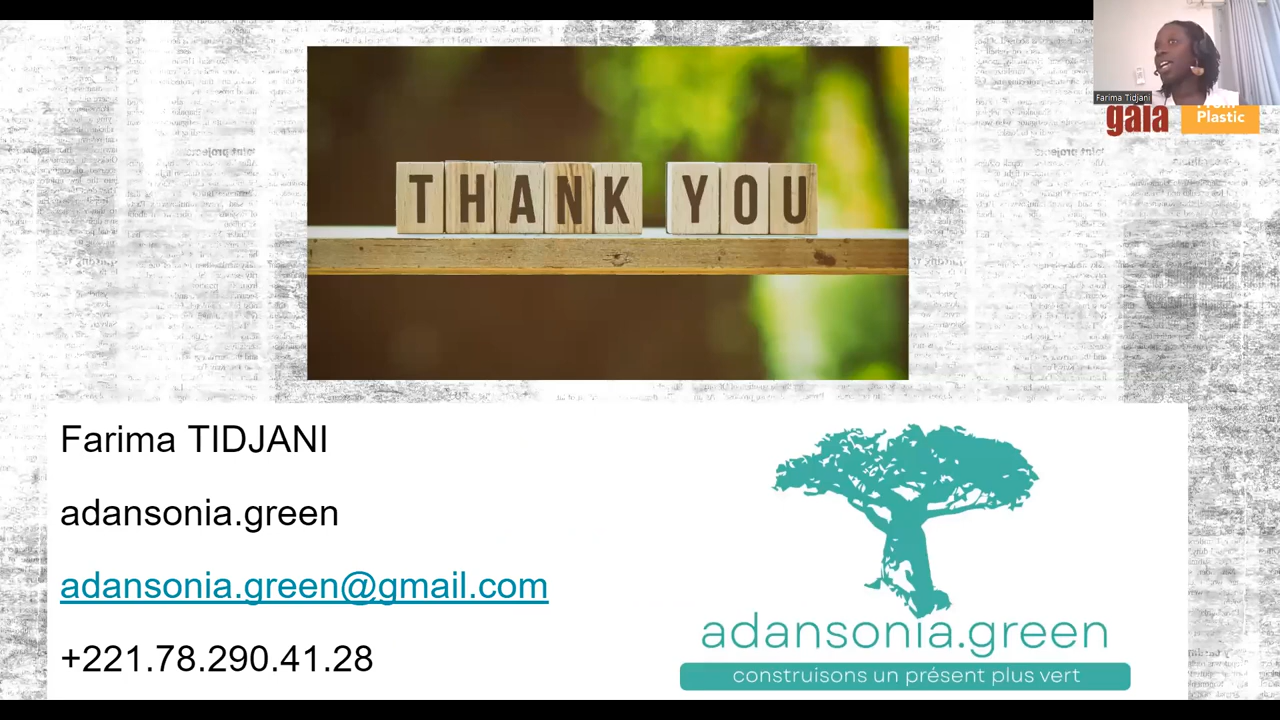 THANK YOU
Farima Tidjani
gaia
Plastic
Farima TIDJANI
adansonia.green
adansonia.green@gmail.com
+221.78.290.41.28
adansonia.green
construisons un présent plus vert